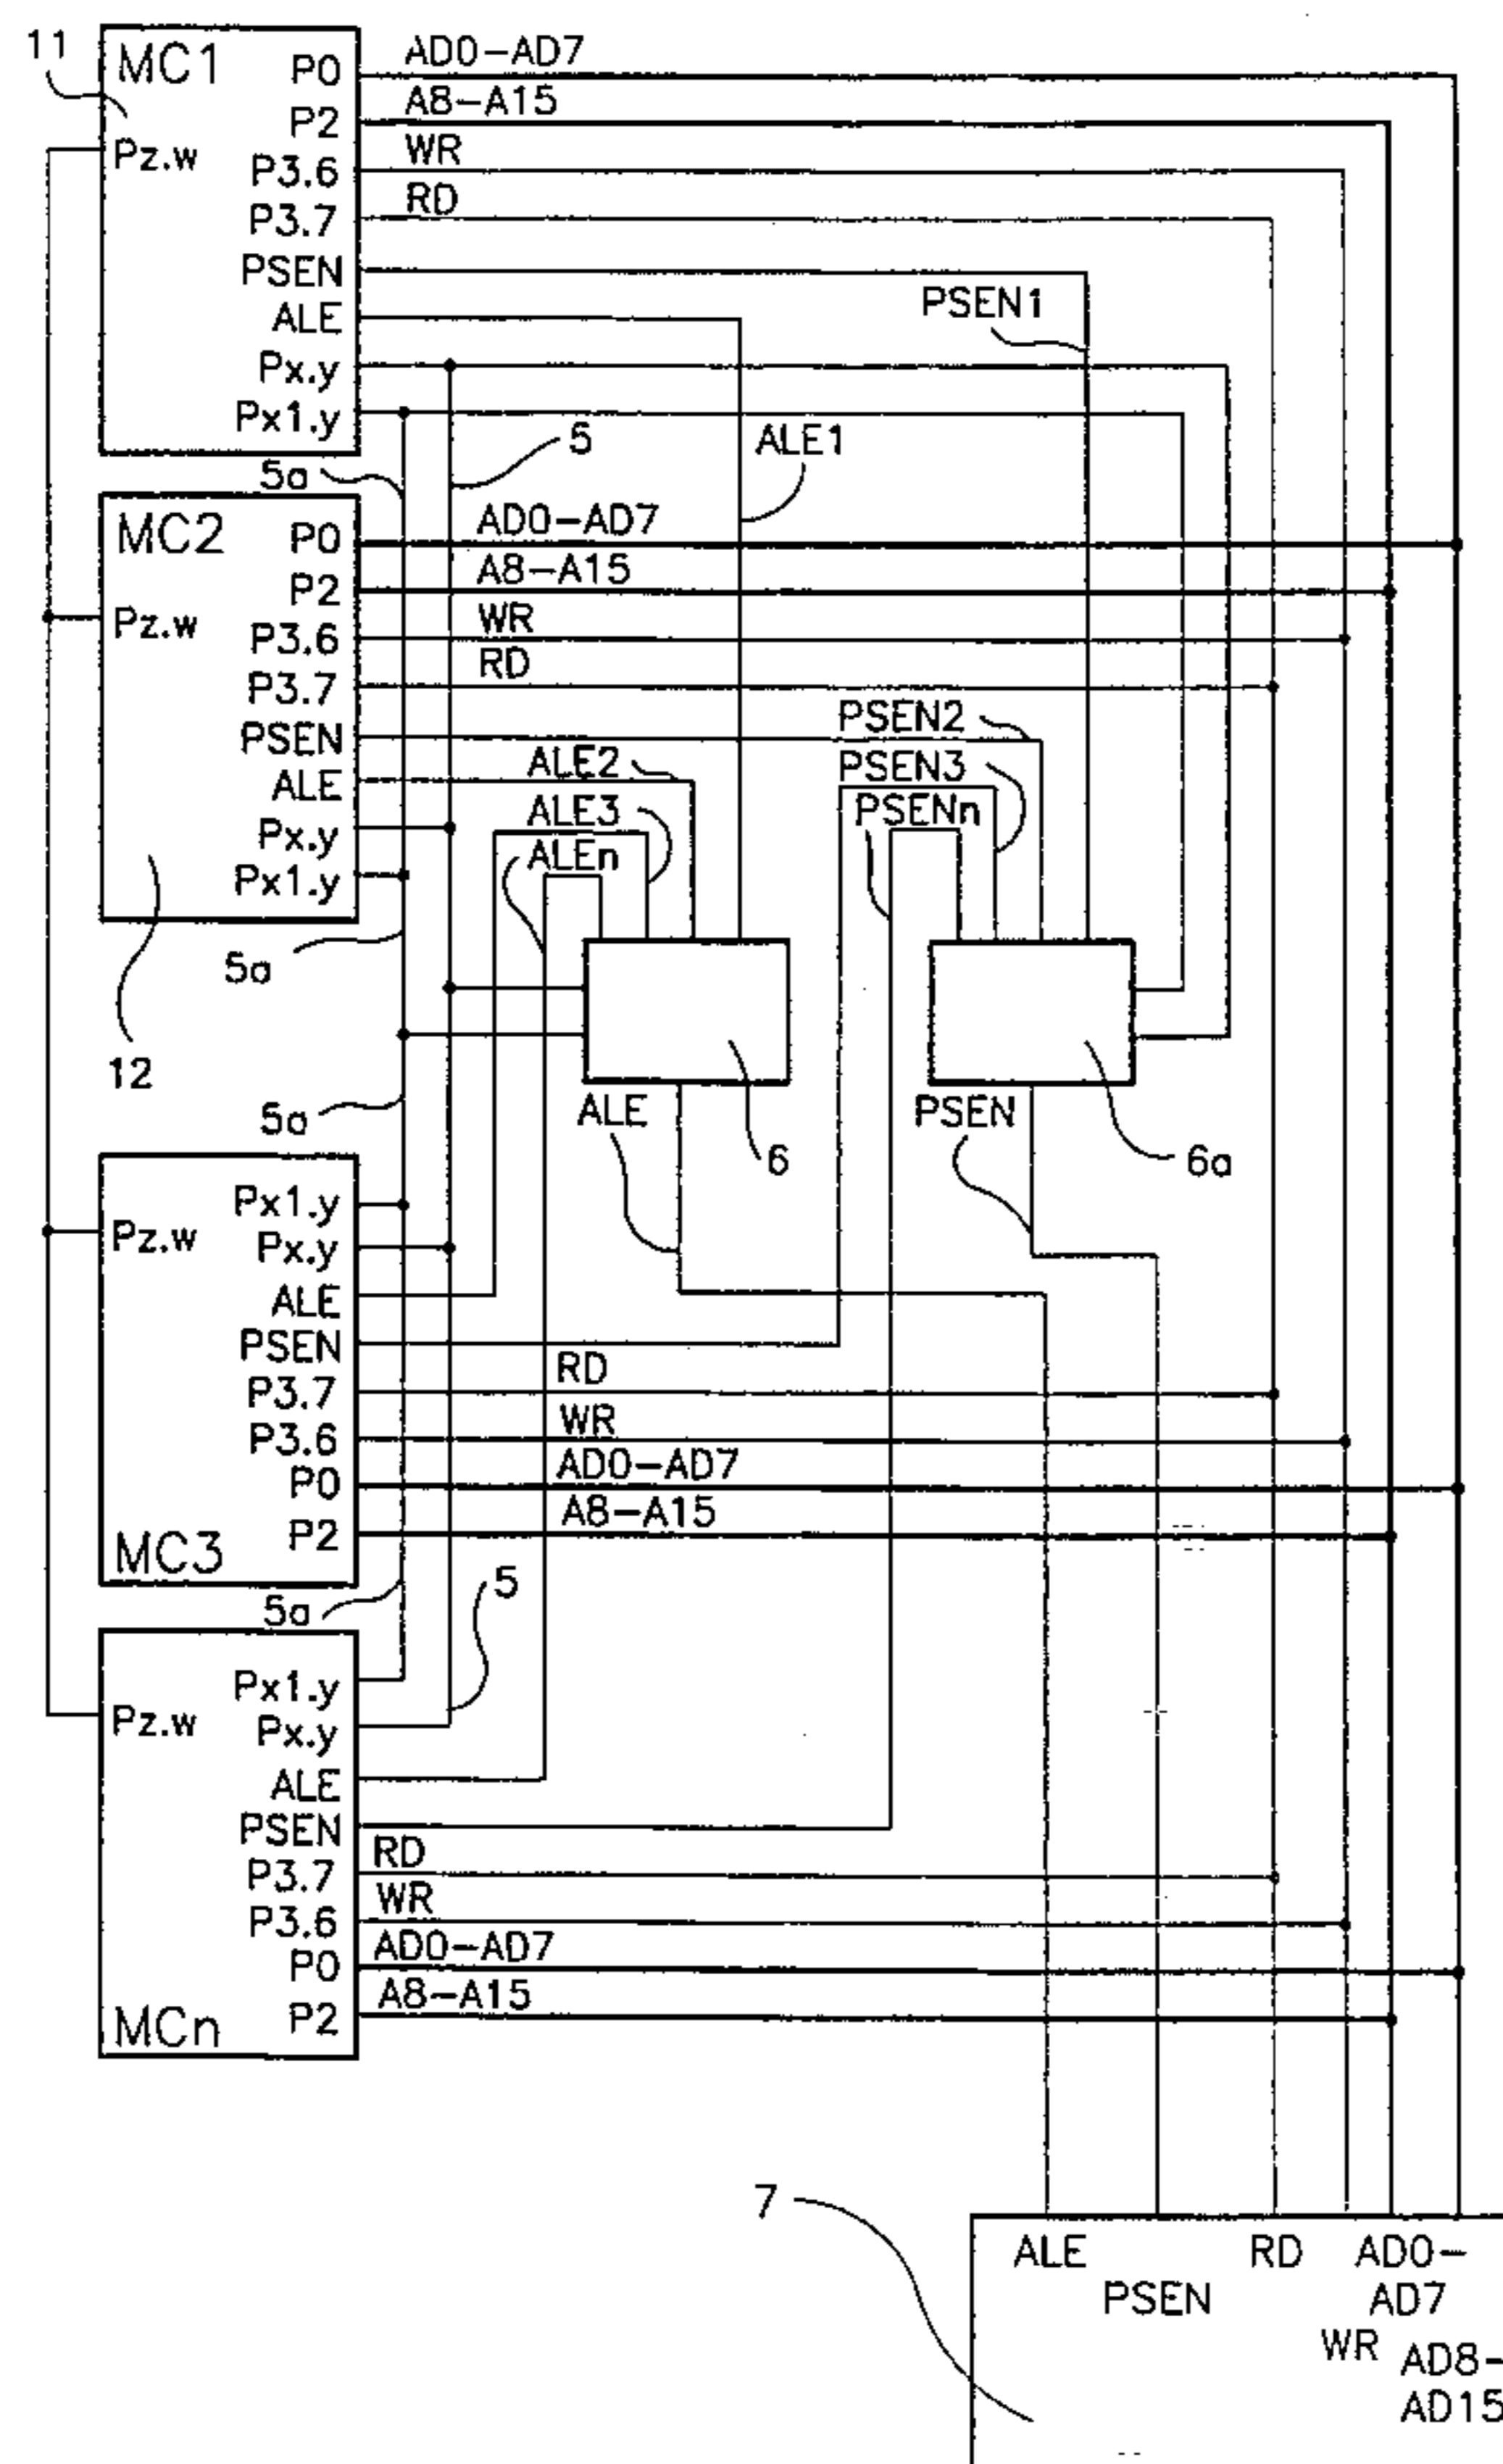 11
MC1
P0
AD0-AD7
P2
A8-A15
Pz.w
P3.6
WR
P3.7
RD
PSEN
PSEN1
ALE
Px.y
Px1.y
5
ALE1
5a
MC2
P0
AD0-AD7
P2
A8-A15
Pz.w
P3.6
WR
P3.7
RD
PSEN
PSEN2
ALE
ALE2
PSEN3
Px.y
ALE3
PSENn
Px1.y
ALEn
5a
12
5a
ALE
6
PSEN
6a
Px1.y
Pz.w
Px.y
ALE
PSEN
P3.7
RD
P3.6
WR
P0
AD0-AD7
P2
A8-A15
MC3
5a
5
Px1.y
Pz.w
Px.y
ALE
PSEN
P3.7
RD
P3.6
WR
P0
AD0-AD7
P2
A8-A15
MCn
7
ALE
RD
AD0-
PSEN
AD7
WR
AD8-
AD15